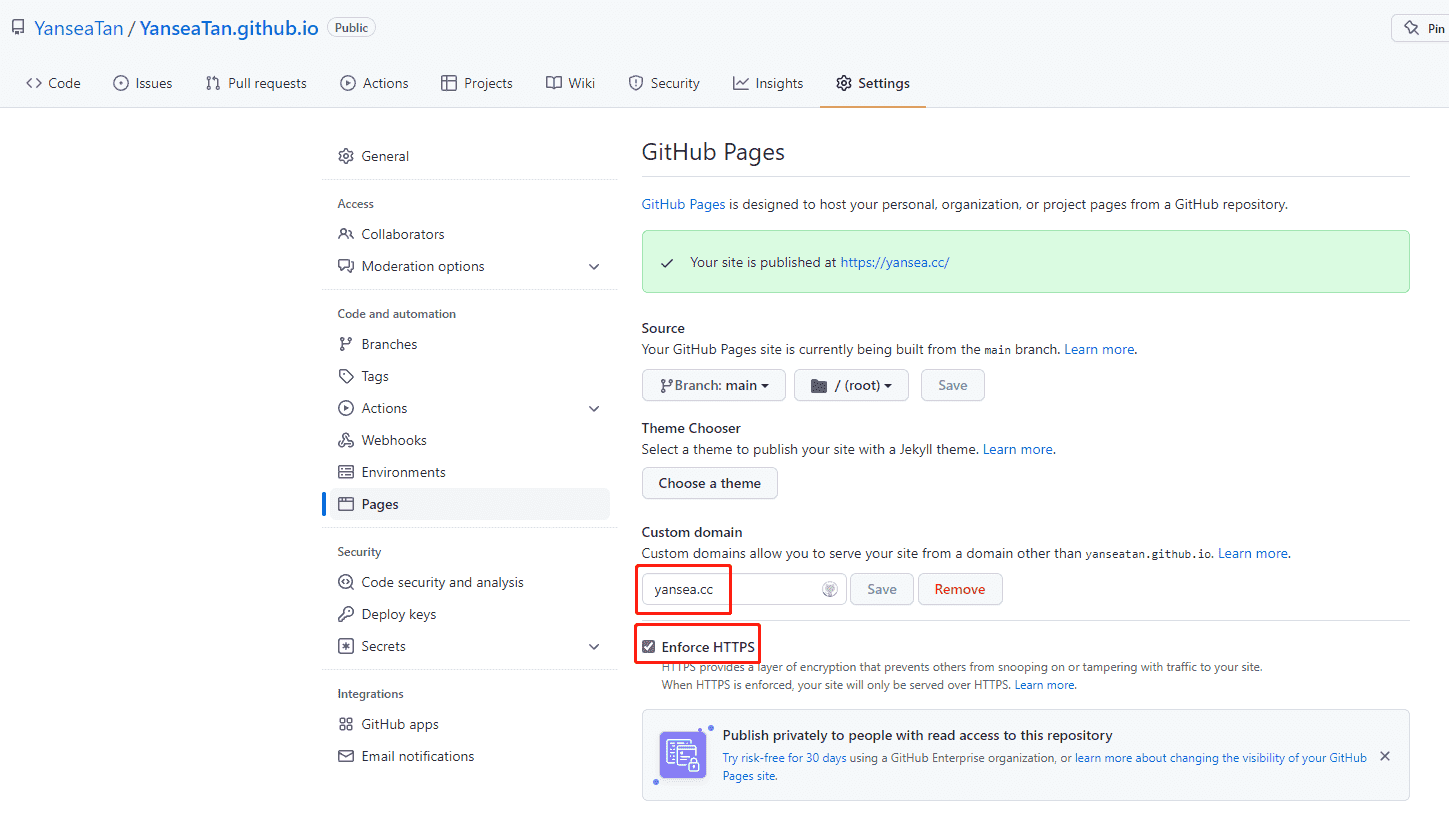 YanseaTan / YanseaTan.github.io Public
Pin
Code Issues Pull requests Actions Projects Wiki Security Insights Settings
General
Access
Collaborators
Moderation options
Code and automation
Branches
Tags
Actions
Webhooks
Environments
Pages
Security
Code security and analysis
Deploy keys
Secrets
Integrations
GitHub apps
Email notifications
GitHub Pages
GitHub Pages is designed to host your personal, organization, or project pages from a GitHub repository.
Your site is published at https://yansea.cc/
Source
Your GitHub Pages site is currently being built from the main branch. Learn more.
Branch: main / (root) Save
Theme Chooser
Select a theme to publish your site with a Jekyll theme. Learn more.
Choose a theme
Custom domain
Custom domains allow you to serve your site from a domain other than yanseatan.github.io. Learn more.
yansea.cc Save Remove
Enforce HTTPS
HTTPS provides a layer of encryption that prevents others from snooping on or tampering with traffic to your site.
When HTTPS is enforced, your site will only be served over HTTPS. Learn more.
Publish privately to people with read access to this repository
Try risk-free for 30 days using a GitHub Enterprise organization, or learn more about changing the visibility of your GitHub
Pages site.